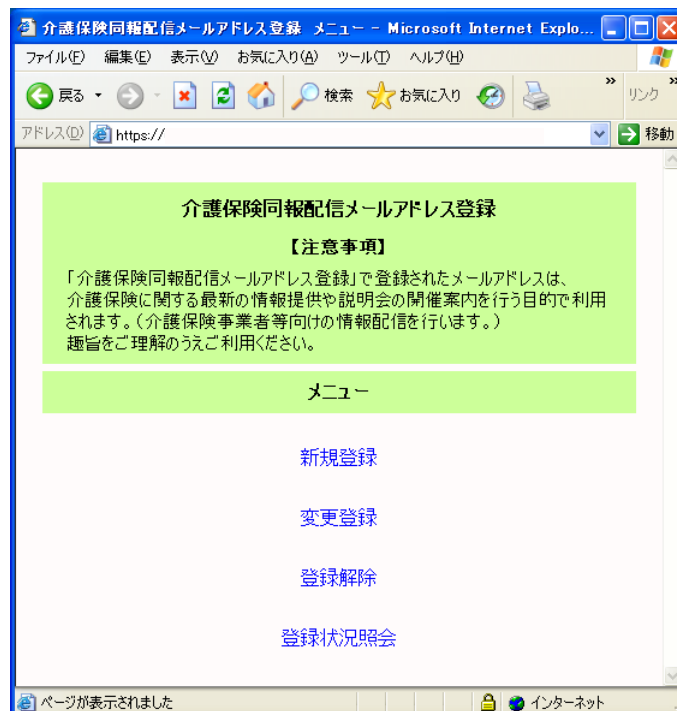 介護保険同報配信メールアドレス登録 メニュー - Microsoft Internet Explo...
ファイル(F) 編集(E) 表示(V) お気に入り(A) ツール(T) ヘルプ(H)
戻る 検索 お気に入り » リンク »
アドレス(D) https:// 移動
介護保険同報配信メールアドレス登録
【注意事項】
「介護保険同報配信メールアドレス登録」で登録されたメールアドレスは、
介護保険に関する最新の情報提供や説明会の開催案内を行う目的で利用
されます。（介護保険事業者等向けの情報配信を行います。）
趣旨をご理解のうえご利用ください。
メニュー
新規登録
変更登録
登録解除
登録状況照会
ページが表示されました インターネット